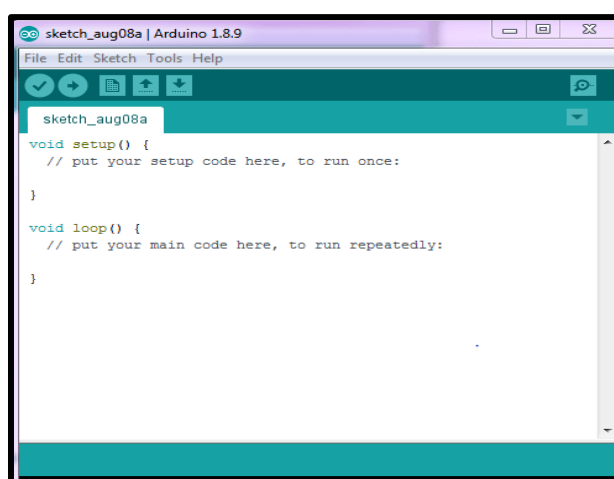 sketch_aug08a | Arduino 1.8.9
File Edit Sketch Tools Help
sketch_aug08a
void setup() {
// put your setup code here, to run once:
}
void loop() {
// put your main code here, to run repeatedly:
}